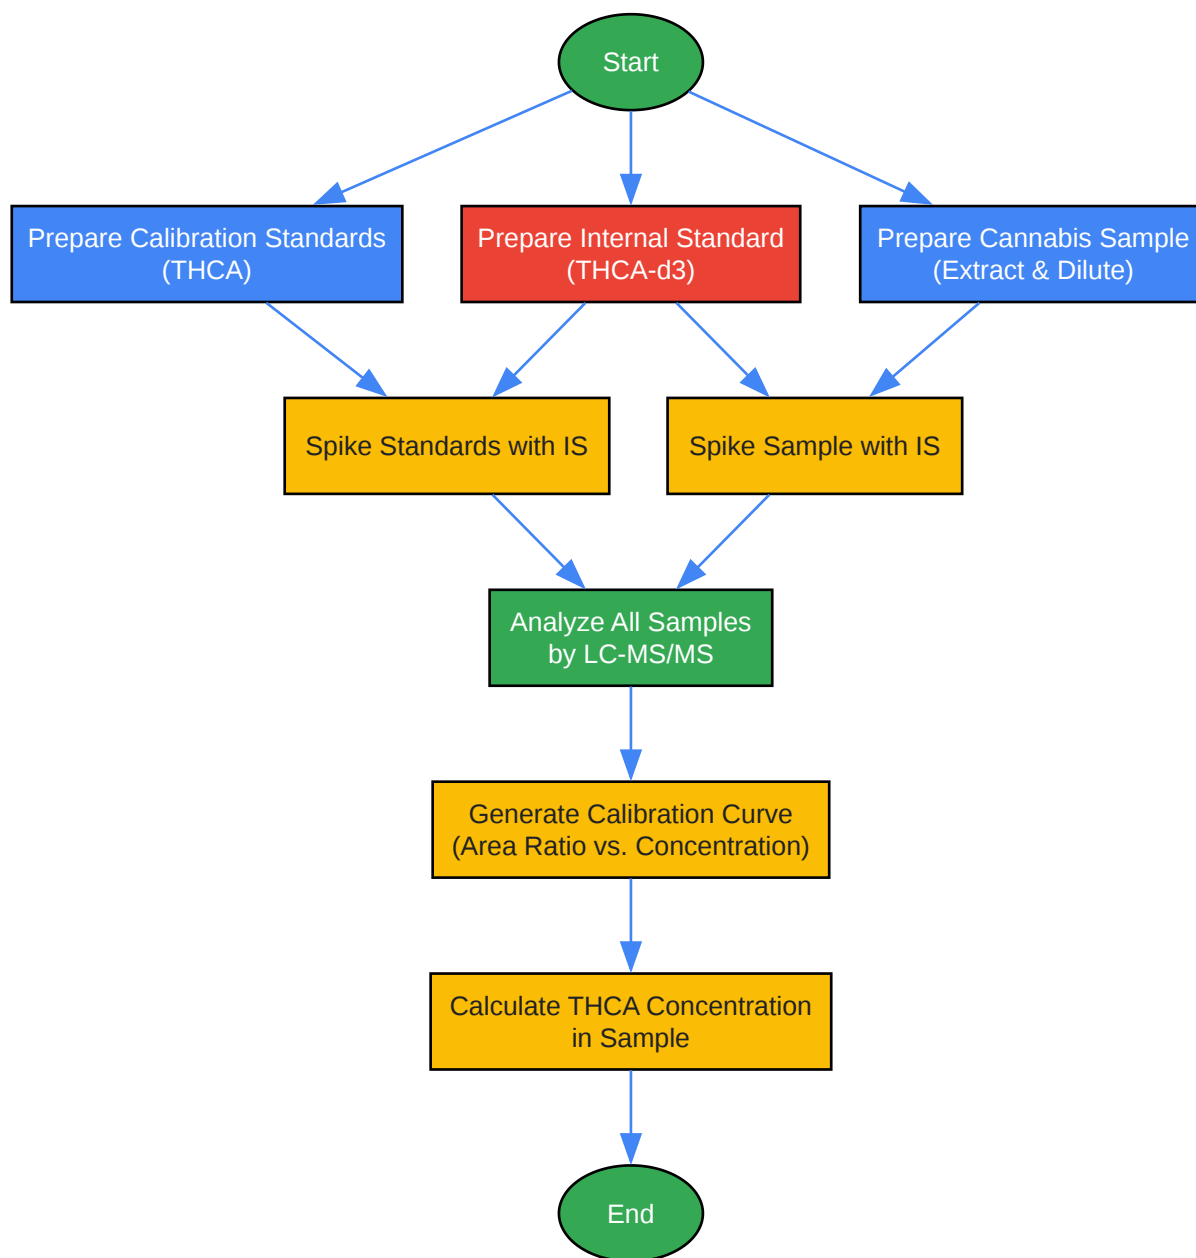 Start
Prepare Calibration Standards
(THCA)
Prepare Internal Standard
(THCA-d3)
Prepare Cannabis Sample
(Extract & Dilute)
Spike Standards with IS
Spike Sample with IS
Analyze All Samples
by LC-MS/MS
Generate Calibration Curve
(Area Ratio vs. Concentration)
Calculate THCA Concentration
in Sample
End